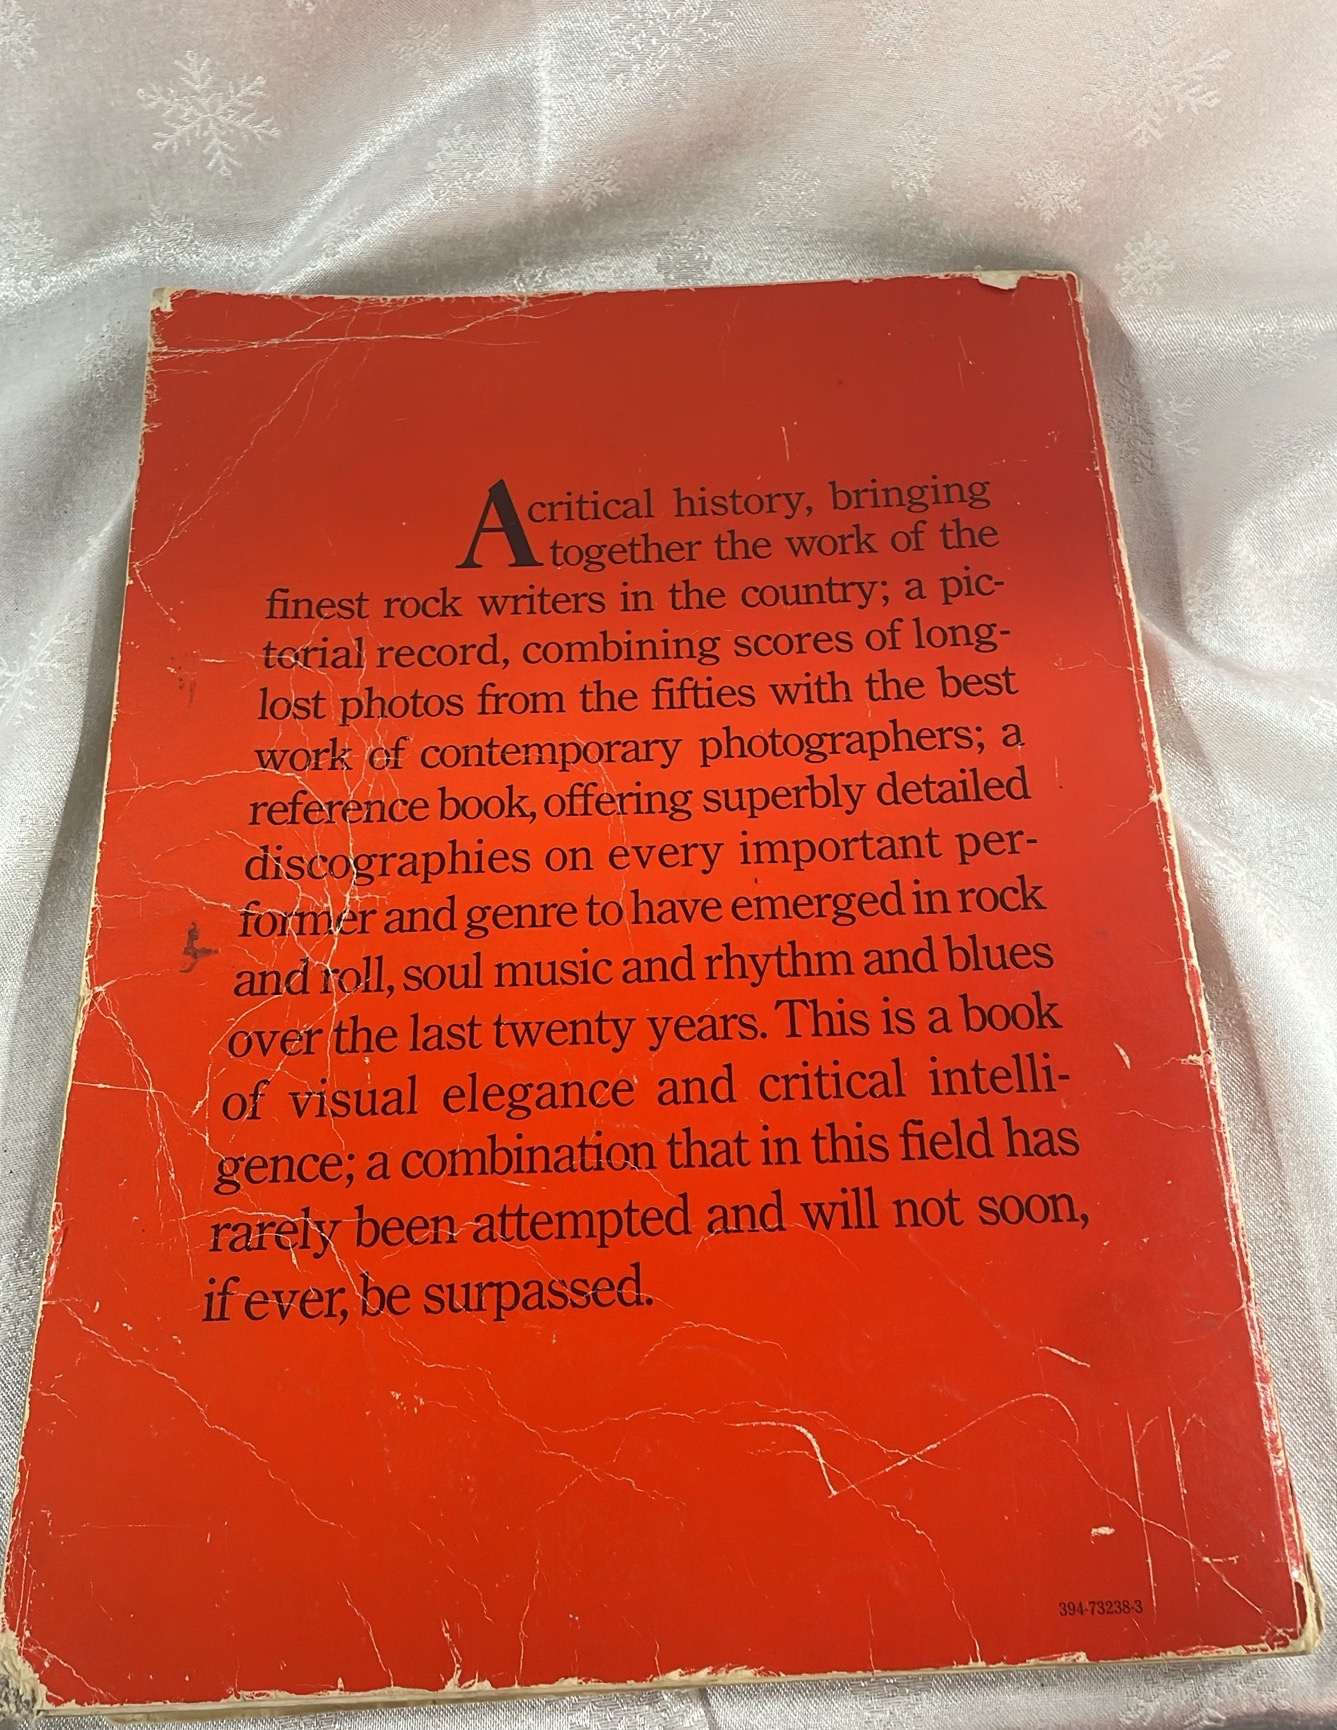 A critical history, bringing
together the work of the
finest rock writers in the country; a pic-
torial record, combining scores of long-
lost photos from the fifties with the best
work of contemporary photographers; a
reference book, offering superbly detailed
discographies on every important per-
former and genre to have emerged in rock
and roll, soul music and rhythm and blues
over the last twenty years. This is a book
of visual elegance and critical intelli-
gence; a combination that in this field has
rarely been attempted and will not soon,
if ever, be surpassed.
394-73238-3